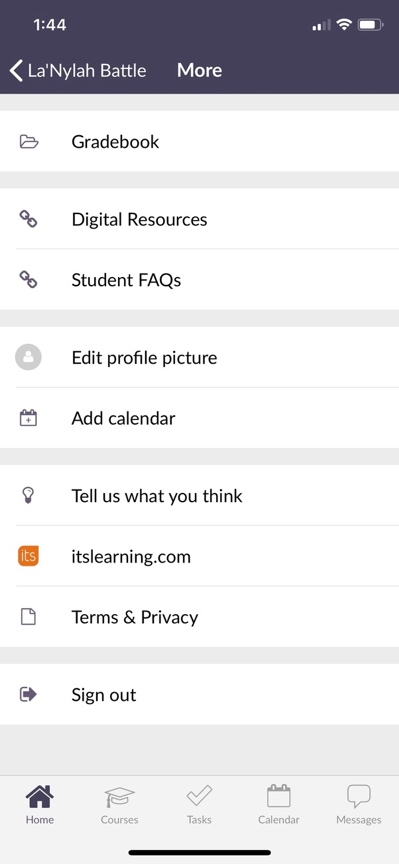 1:44
La'Nylah Battle
More
Gradebook
Digital Resources
Student FAQs
Edit profile picture
Add calendar
Tell us what you think
its
itslearning.com
Terms & Privacy
Sign out
Home
Courses
Tasks
Calendar
Messages